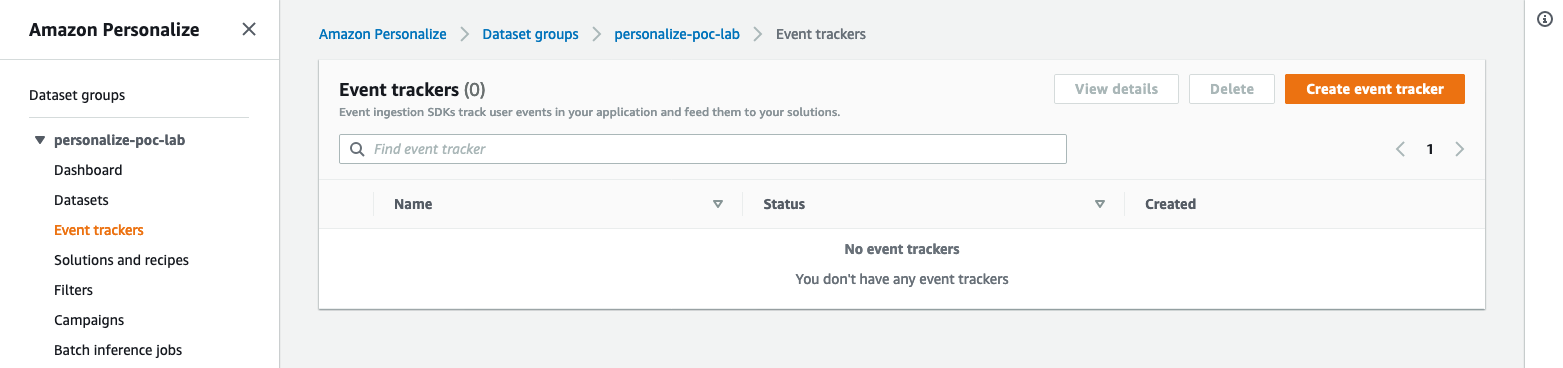 Amazon Personalize
Dataset groups
personalize-poc-lab
Dashboard
Datasets
Event trackers
Solutions and recipes
Filters
Campaigns
Batch inference jobs
Amazon Personalize Dataset groups personalize-poc-lab Event trackers
Event trackers (0) View details Delete Create event tracker
Event ingestion SDKs track user events in your application and feed them to your solutions.
Find event tracker 1
Name Status Created
No event trackers
You don't have any event trackers